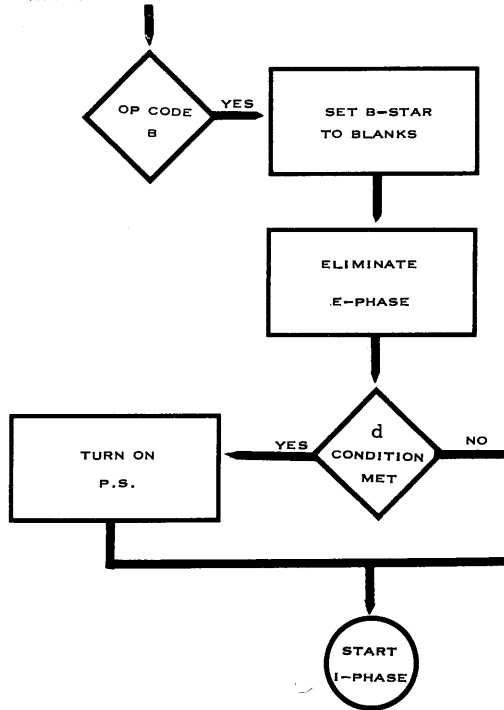 OP CODE
B
YES
SET B-STAR
TO BLANKS
ELIMINATE
E-PHASE
d
CONDITION
MET
YES
NO
TURN ON
P.S.
START
I-PHASE